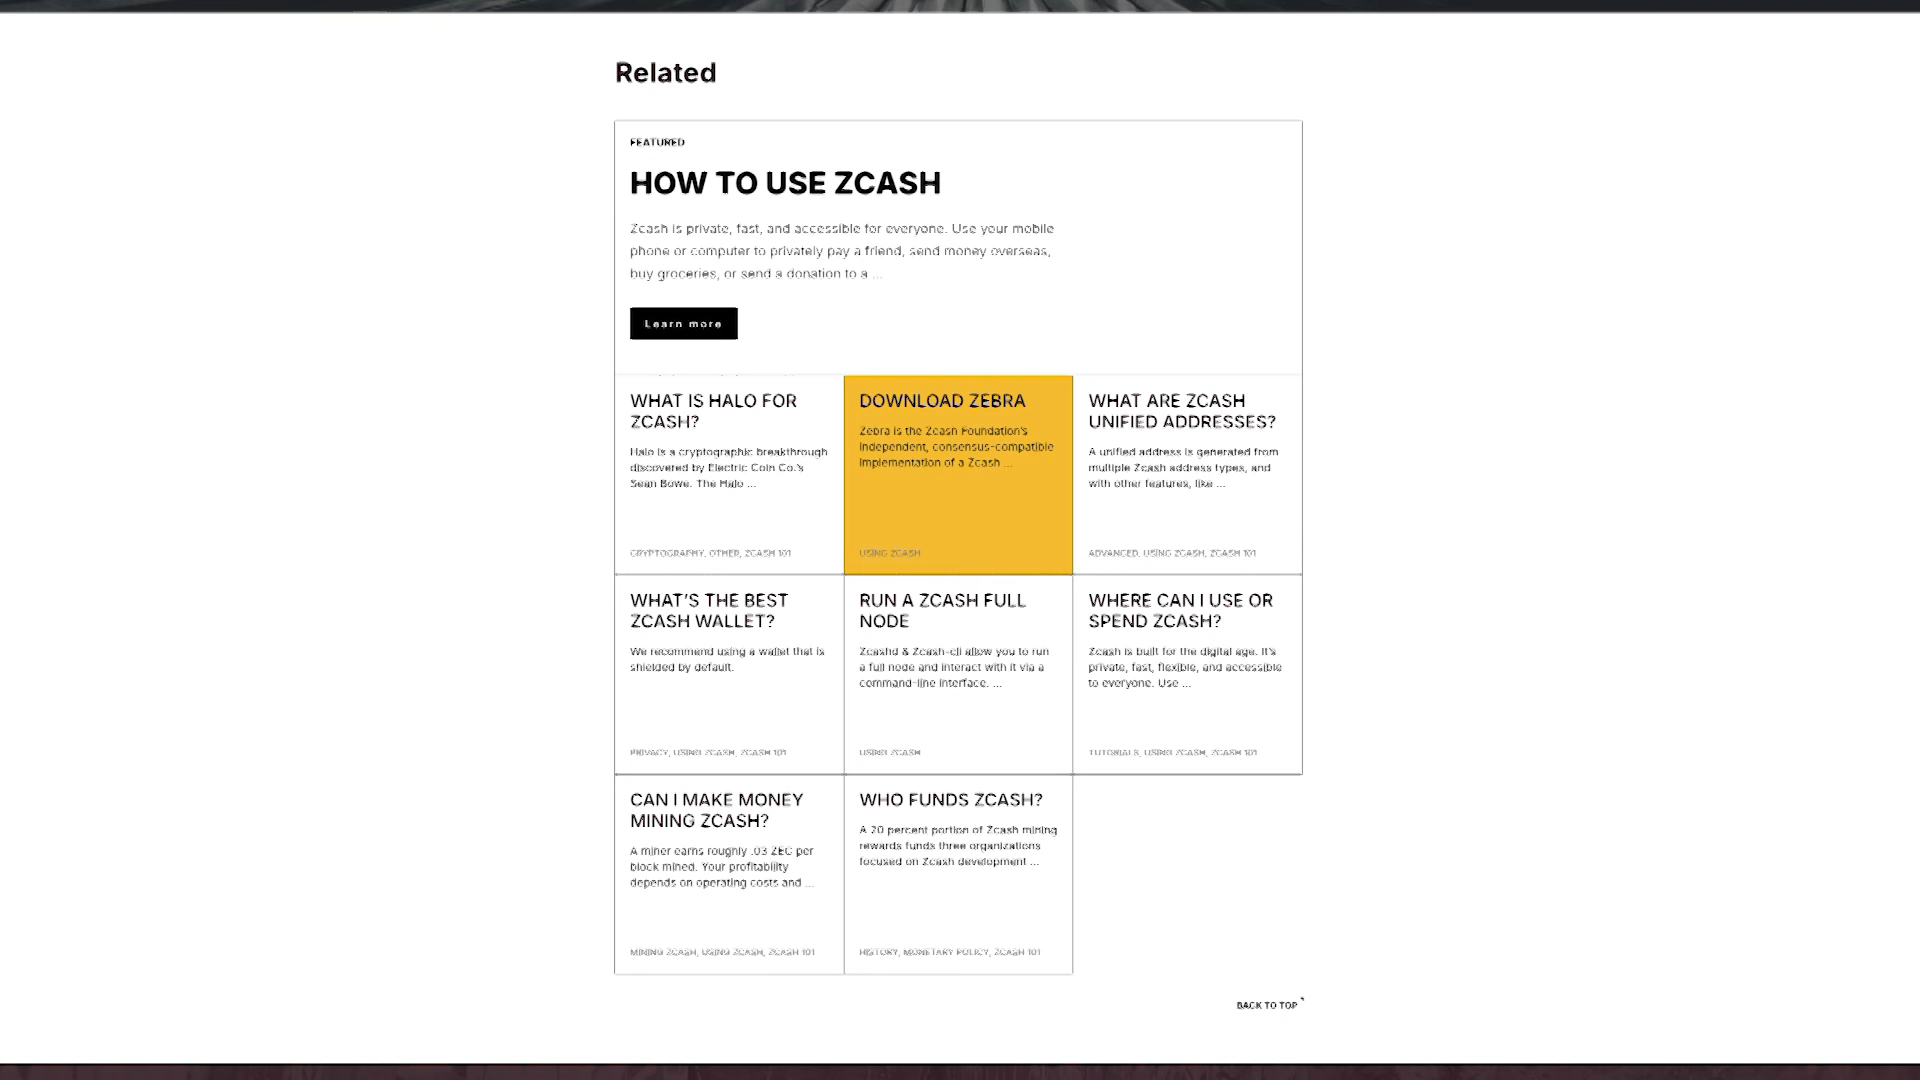 Related
FEATURED
HOW TO USE ZCASH
Zcash is private, fast, and accessible for everyone. Use your mobile
phone or computer to privately pay a friend, send money overseas,
buy groceries, or send a donation to a ...
Learn more
WHAT IS HALO FOR
ZCASH?
Halo is a cryptographic breakthrough
discovered by Electric Coin Co.'s
Sean Bowe. The Halo ...
CRYPTOGRAPHY, OTHER, ZCASH 101
DOWNLOAD ZEBRA
Zebra is the Zcash Foundation's
independent, consensus-compatible
implementation of a Zcash ...
USING ZCASH
WHAT ARE ZCASH
UNIFIED ADDRESSES?
A unified address is generated from
multiple Zcash address types, and
with other features, like ...
ADVANCED, USING ZCASH, ZCASH 101
WHAT'S THE BEST
ZCASH WALLET?
We recommend using a wallet that is
shielded by default.
PRIVACY, USING ZCASH, ZCASH 101
RUN A ZCASH FULL
NODE
Zcashd & Zcash-cli allow you to run
a full node and interact with it via a
command-line interface. ...
USING ZCASH
WHERE CAN I USE OR
SPEND ZCASH?
Zcash is built for the digital age. It's
private, fast, flexible, and accessible
to everyone. Use ...
TUTORIALS, USING ZCASH, ZCASH 101
CAN I MAKE MONEY
MINING ZCASH?
A miner earns roughly .03 ZEC per
block mined. Your profitability
depends on operating costs and ...
MINING ZCASH, USING ZCASH, ZCASH 101
WHO FUNDS ZCASH?
A 20 percent portion of Zcash mining
rewards funds three organizations
focused on Zcash development ...
HISTORY, MONETARY POLICY, ZCASH 101
BACK TO TOP